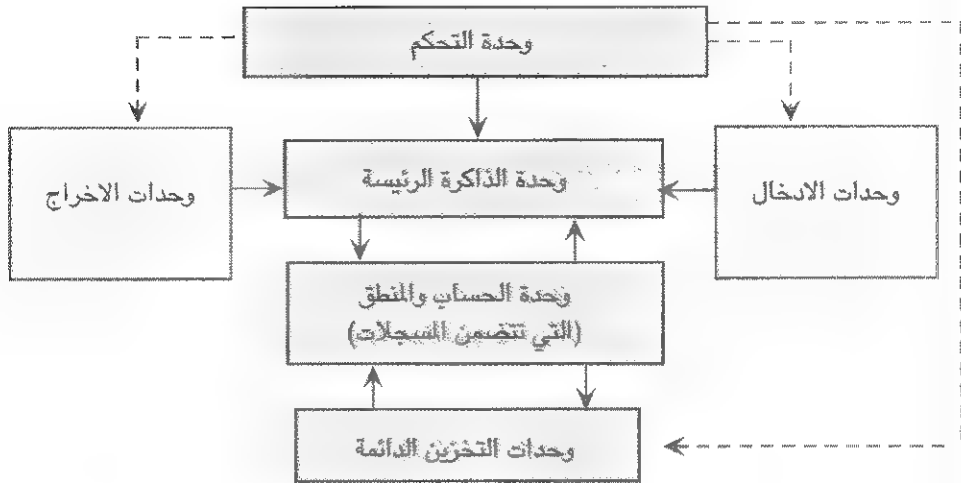 وحدة التحكم
وحدات الادخال
وحدة الذاكرة الرئيسة
وحدات الاخراج
وحدة الحساب والمنطق
(التي تتضمن المسجلات)
وحدات التخزين الدائمة